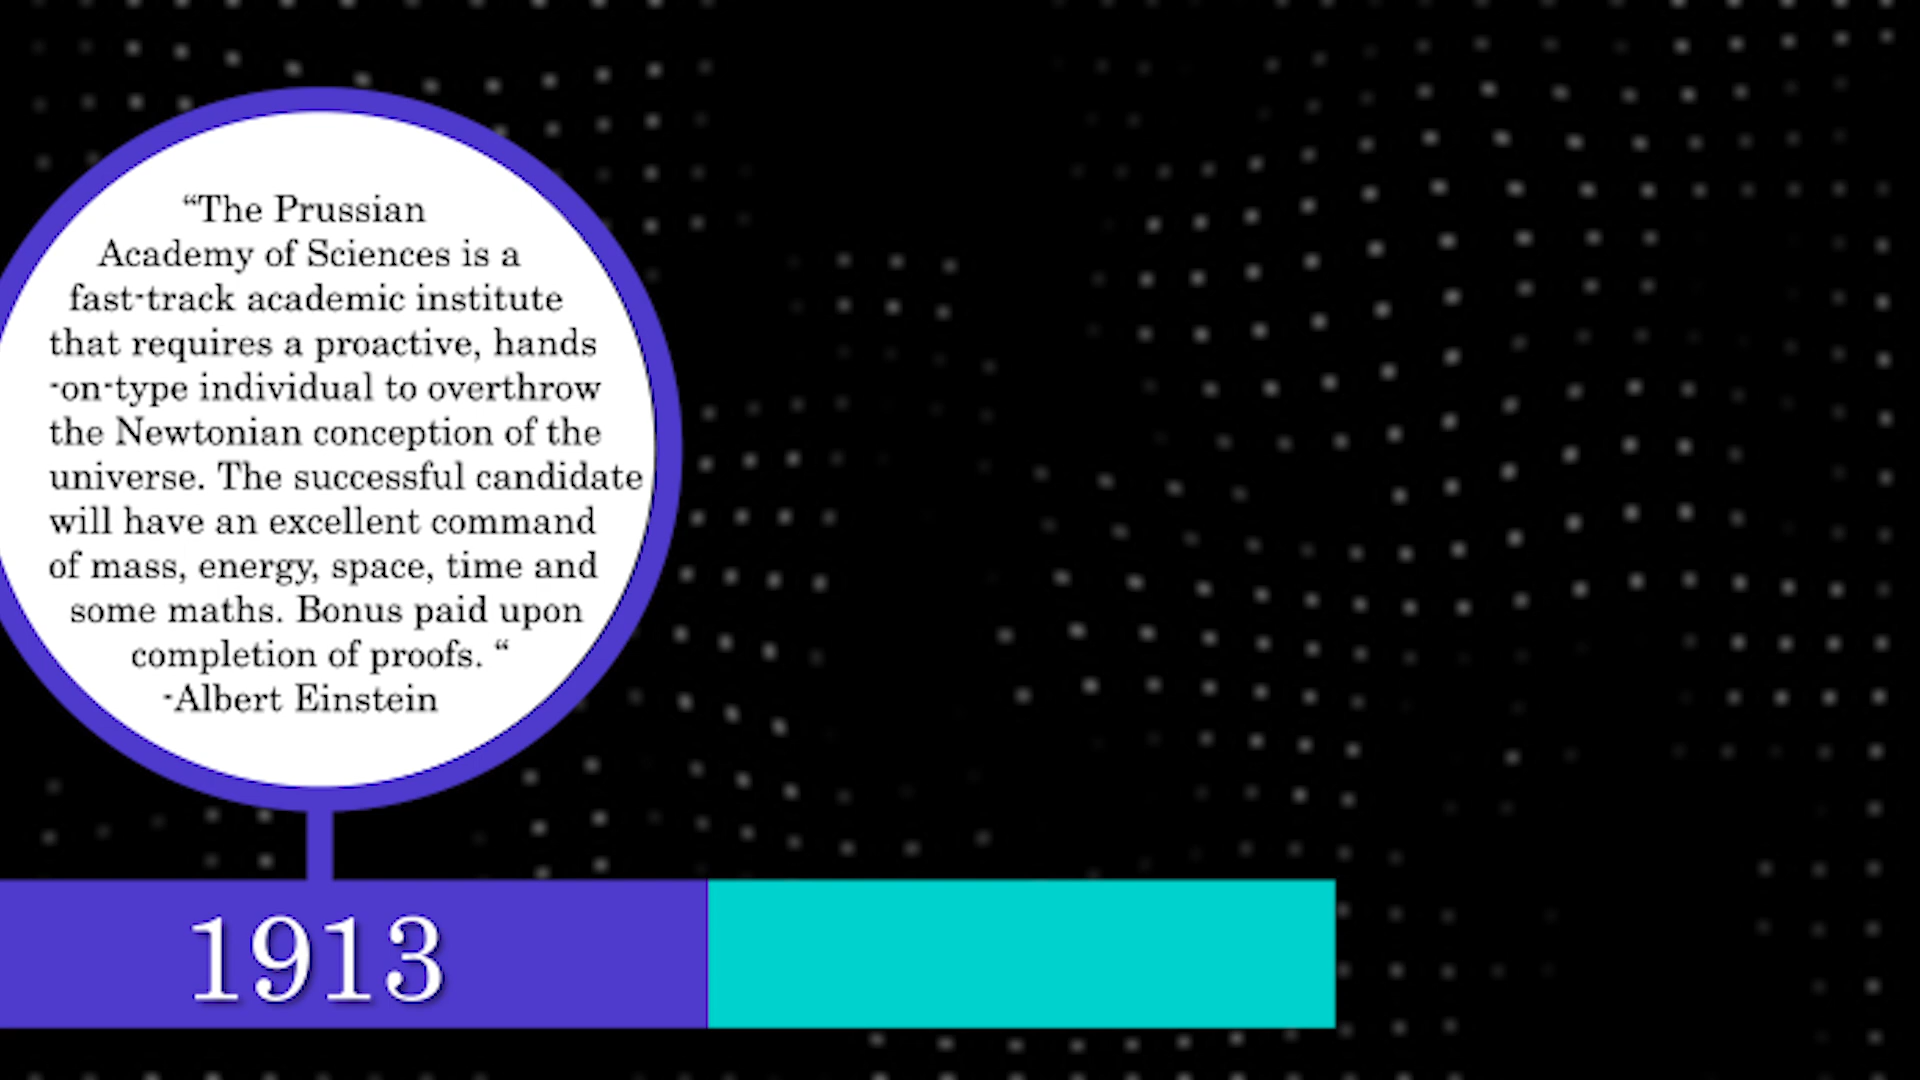 “The Prussian
Academy of Sciences is a
fast-track academic institute
that requires a proactive, hands
-on-type individual to overthrow
the Newtonian conception of the
universe. The successful candidate
will have an excellent command
of mass, energy, space, time and
some maths. Bonus paid upon
completion of proofs. “
-Albert Einstein
1913